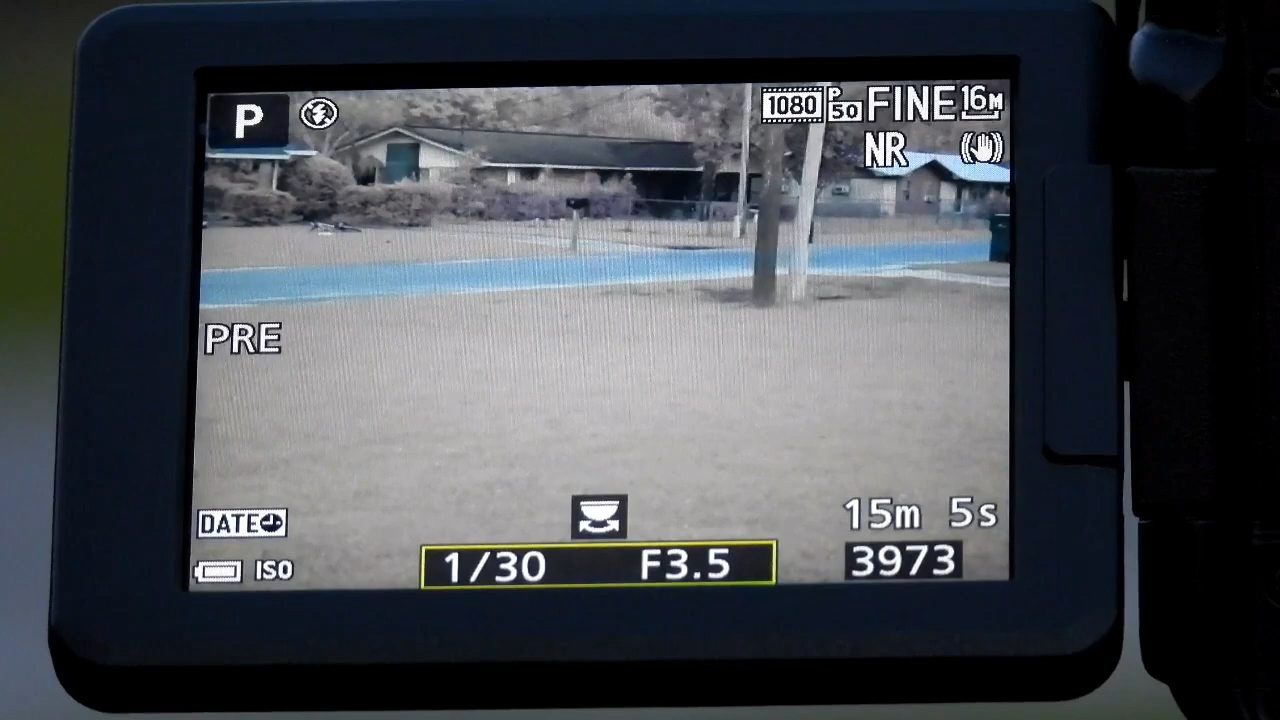 P 1080 P50 FINE 16M
NR
PRE
DATE
15m 5s
ISO 1/30 F3.5 3973